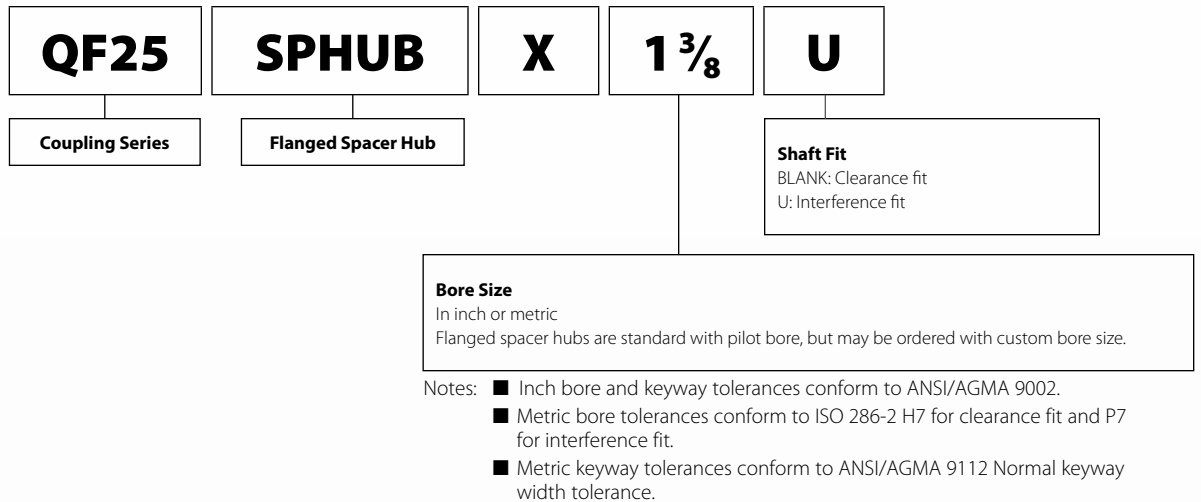 QF25 SPHUB X 1 ⅜ U
Coupling Series
Flanged Spacer Hub
Shaft Fit
BLANK: Clearance fit
U: Interference fit
Bore Size
In inch or metric
Flanged spacer hubs are standard with pilot bore, but may be ordered with custom bore size.
Notes: ■ Inch bore and keyway tolerances conform to ANSI/AGMA 9002.
■ Metric bore tolerances conform to ISO 286-2 H7 for clearance fit and P7
for interference fit.
■ Metric keyway tolerances conform to ANSI/AGMA 9112 Normal keyway
width tolerance.